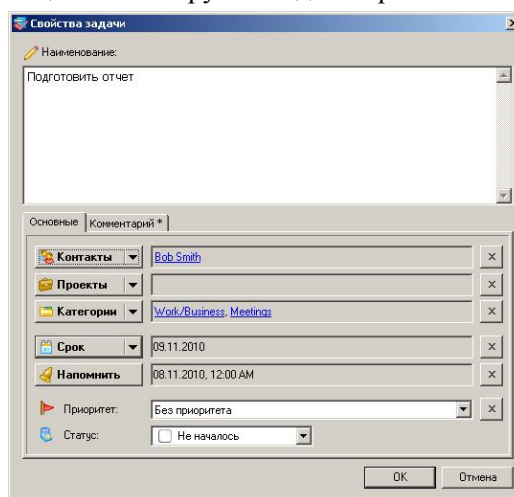 Свойства задачи
Наименование:
Подготовить отчет
Основные Комментарий *
Контакты Bob Smith
Проекты
Категории Work/Business, Meetings
Срок 09.11.2010
Напомнить 08.11.2010, 12:00 AM
Приоритет: Без приоритета
Статус: Не началось
OK Отмена